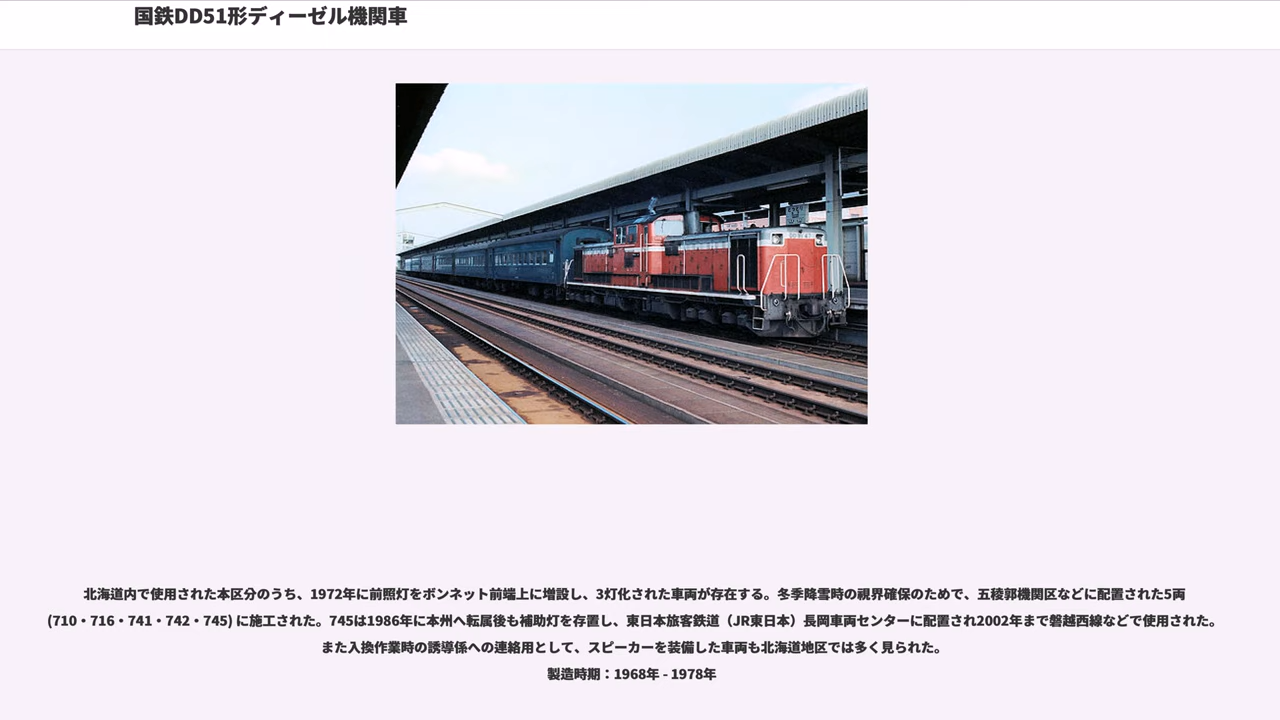 国鉄DD51形ディーゼル機関車
北海道内で使用された本区分のうち、1972年に前照灯をボンネット前端上に増設し、3灯化された車両が存在する。冬季降雪時の視界確保のためで、五稜郭機関区などに配置された5両
(710・716・741・742・745) に施工された。745は1986年に本州へ転属後も補助灯を存置し、東日本旅客鉄道（JR東日本）長岡車両センターに配置され2002年まで磐越西線などで使用された。
また入換作業時の誘導係への連絡用として、スピーカーを装備した車両も北海道地区では多く見られた。
製造時期：1968年 - 1978年